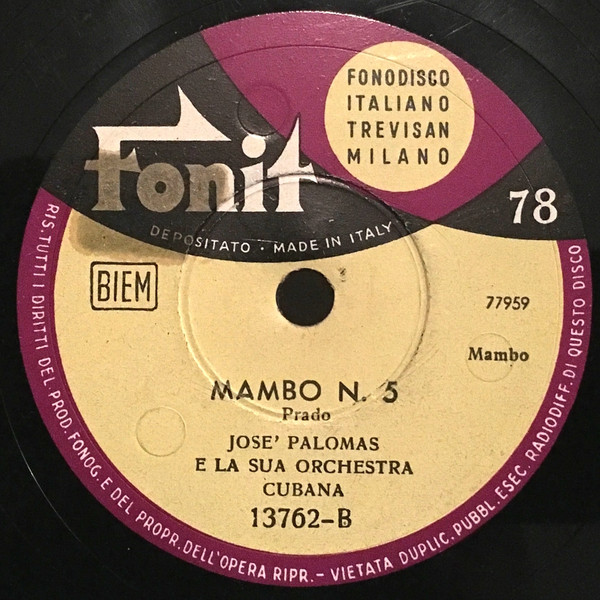 FONODISCO
ITALIANO
TREVISAN
MILANO
Fonit
78
DEPOSITATO · MADE IN ITALY
BIEM
77959
Mambo
MAMBO N. 5
Prado
JOSE' PALOMAS
E LA SUA ORCHESTRA
CUBANA
13762-B
RIS. TUTTI I DIRITTI DEL PROD. FONOG. E DEL PROPR. DELL'OPERA RIPR. – VIETATA DUPLIC. PUBBL. ESEC. RADIODIFF. DI QUESTO DISCO